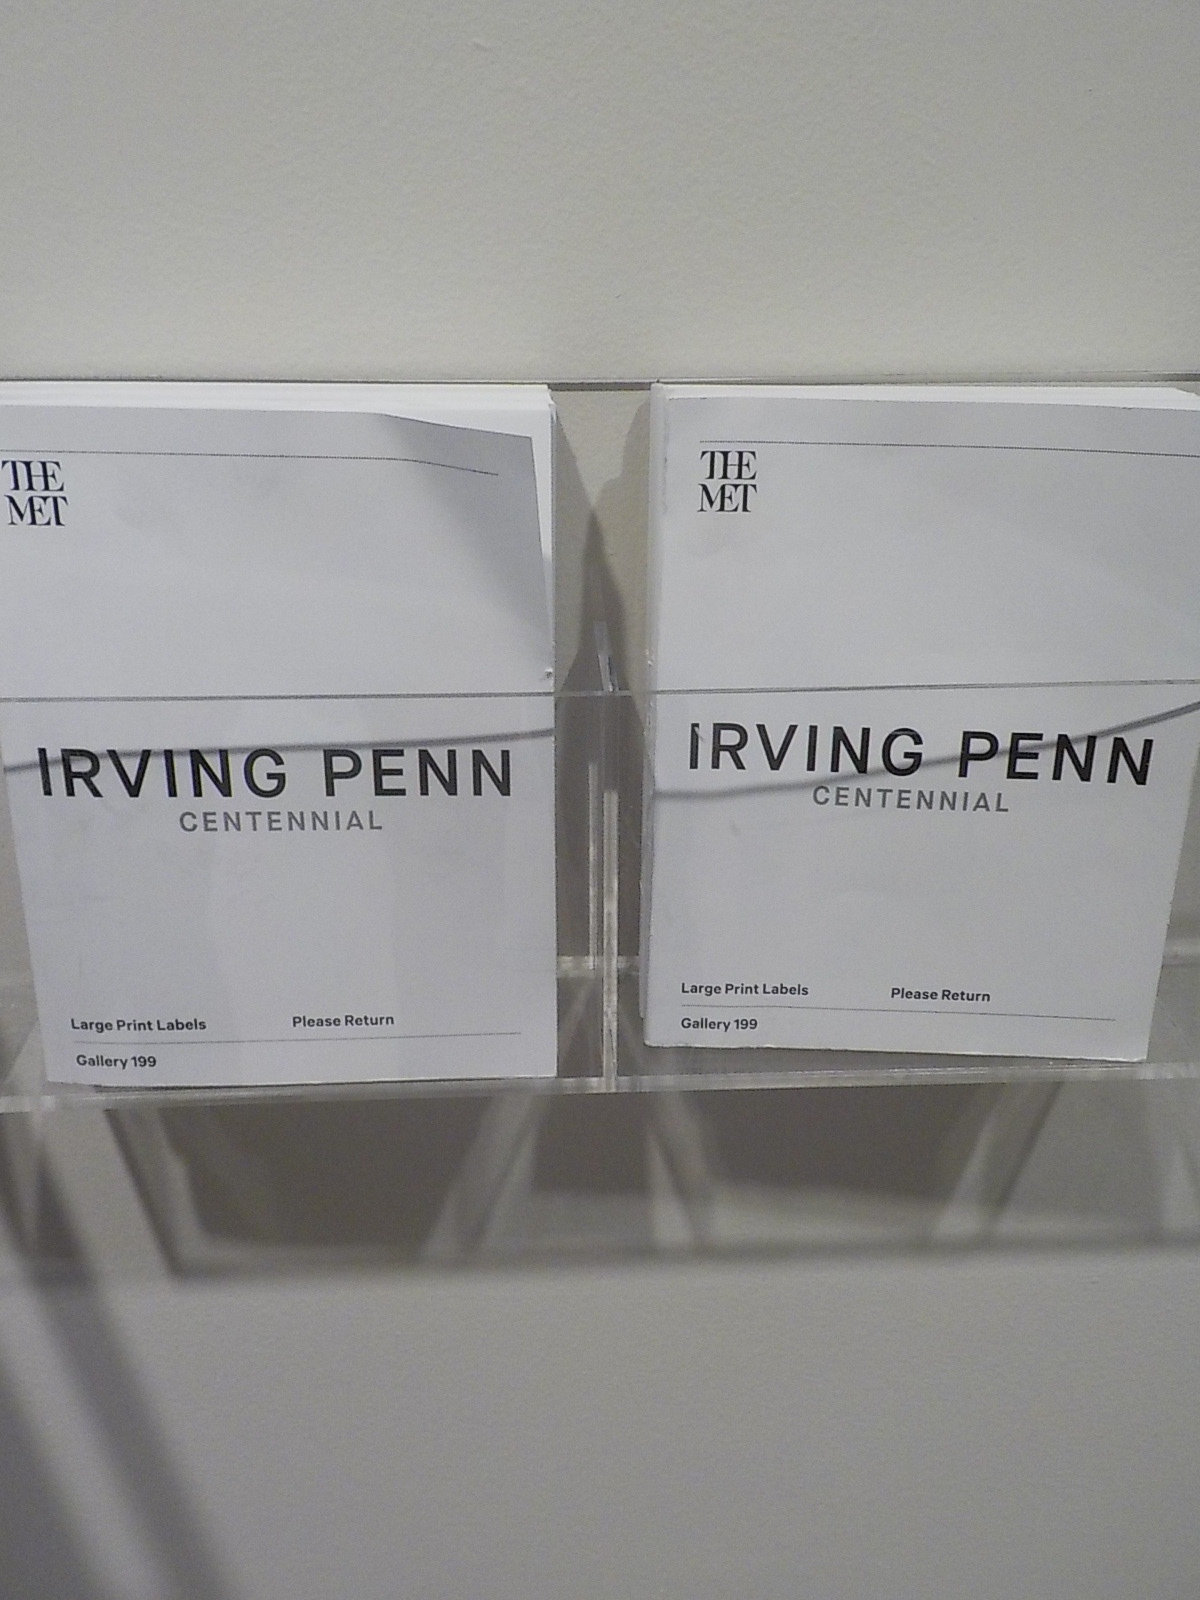 THE
MET
IRVING PENN
CENTENNIAL
Large Print Labels Please Return
Gallery 199
THE
MET
IRVING PENN
CENTENNIAL
Large Print Labels Please Return
Gallery 199